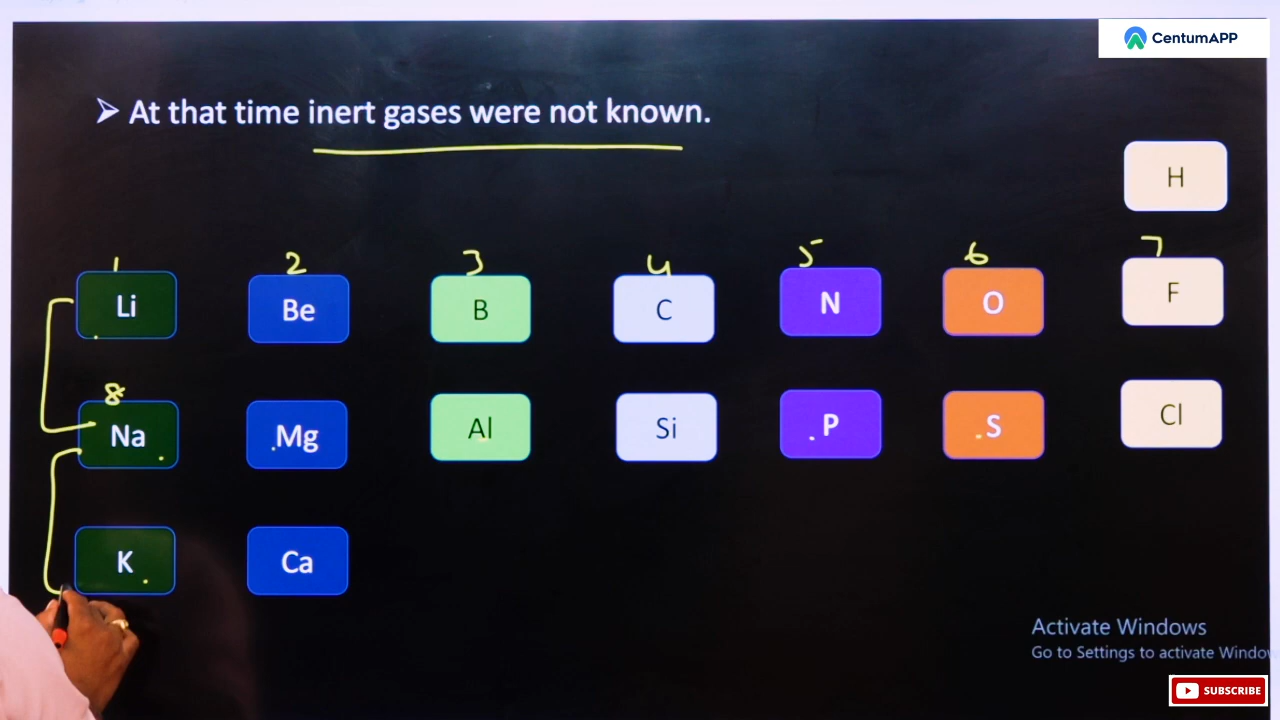 CentumAPP
➤ At that time inert gases were not known.
H
1 2 3 4 5 6 7
Li Be B C N O F
8
Na Mg Al Si P S Cl
K Ca
Activate Windows
Go to Settings to activate Window
SUBSCRIBE